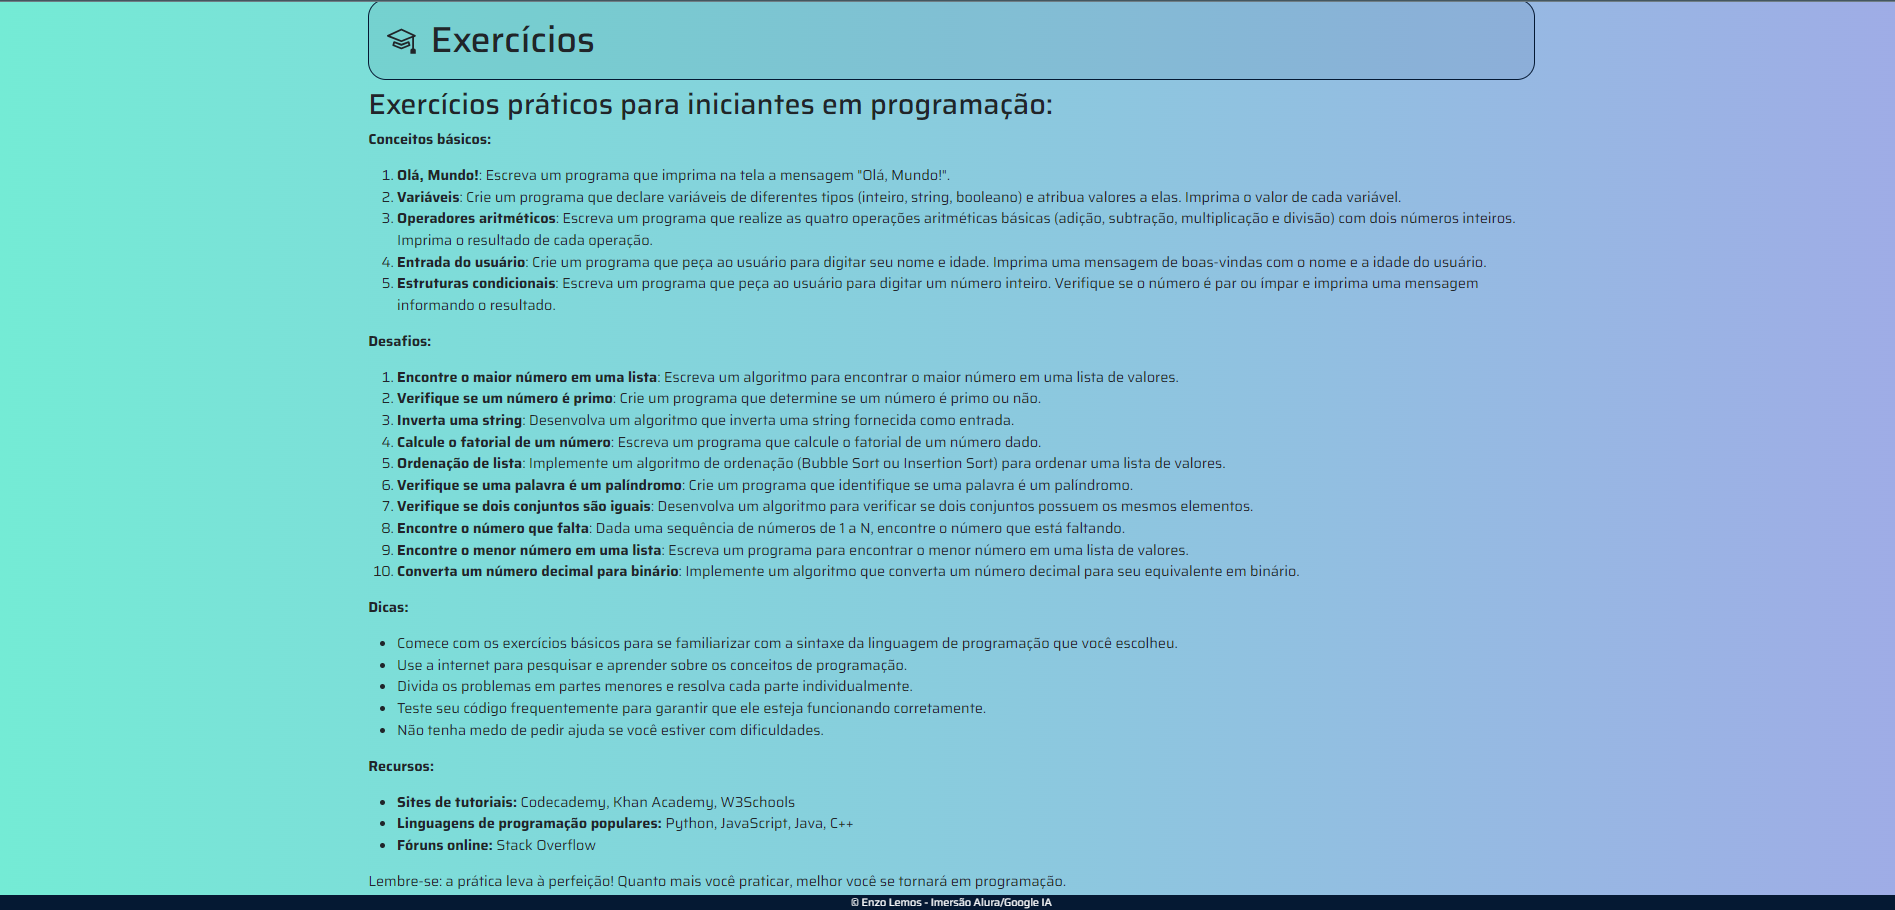 Exercícios
Exercícios práticos para iniciantes em programação:
Conceitos básicos:
1. Olá, Mundo!: Escreva um programa que imprima na tela a mensagem "Olá, Mundo!".
2. Variáveis: Crie um programa que declare variáveis de diferentes tipos (inteiro, string, booleano) e atribua valores a elas. Imprima o valor de cada variável.
3. Operadores aritméticos: Escreva um programa que realize as quatro operações aritméticas básicas (adição, subtração, multiplicação e divisão) com dois números inteiros.
Imprima o resultado de cada operação.
4. Entrada do usuário: Crie um programa que peça ao usuário para digitar seu nome e idade. Imprima uma mensagem de boas-vindas com o nome e a idade do usuário.
5. Estruturas condicionais: Escreva um programa que peça ao usuário para digitar um número inteiro. Verifique se o número é par ou ímpar e imprima uma mensagem
informando o resultado.
Desafios:
1. Encontre o maior número em uma lista: Escreva um algoritmo para encontrar o maior número em uma lista de valores.
2. Verifique se um número é primo: Crie um programa que determine se um número é primo ou não.
3. Inverta uma string: Desenvolva um algoritmo que inverta uma string fornecida como entrada.
4. Calcule o fatorial de um número: Escreva um programa que calcule o fatorial de um número dado.
5. Ordenação de lista: Implemente um algoritmo de ordenação (Bubble Sort ou Insertion Sort) para ordenar uma lista de valores.
6. Verifique se uma palavra é um palíndromo: Crie um programa que identifique se uma palavra é um palíndromo.
7. Verifique se dois conjuntos são iguais: Desenvolva um algoritmo para verificar se dois conjuntos possuem os mesmos elementos.
8. Encontre o número que falta: Dada uma sequência de números de 1 a N, encontre o número que está faltando.
9. Encontre o menor número em uma lista: Escreva um programa para encontrar o menor número em uma lista de valores.
10. Converta um número decimal para binário: Implemente um algoritmo que converta um número decimal para seu equivalente em binário.
Dicas:
• Comece com os exercícios básicos para se familiarizar com a sintaxe da linguagem de programação que você escolheu.
• Use a internet para pesquisar e aprender sobre os conceitos de programação.
• Divida os problemas em partes menores e resolva cada parte individualmente.
• Teste seu código frequentemente para garantir que ele esteja funcionando corretamente.
• Não tenha medo de pedir ajuda se você estiver com dificuldades.
Recursos:
• Sites de tutoriais: Codecademy, Khan Academy, W3Schools
• Linguagens de programação populares: Python, JavaScript, Java, C++
• Fóruns online: Stack Overflow
Lembre-se: a prática leva à perfeição! Quanto mais você praticar, melhor você se tornará em programação.
© Enzo Lemos - Imersão Alura/Google IA